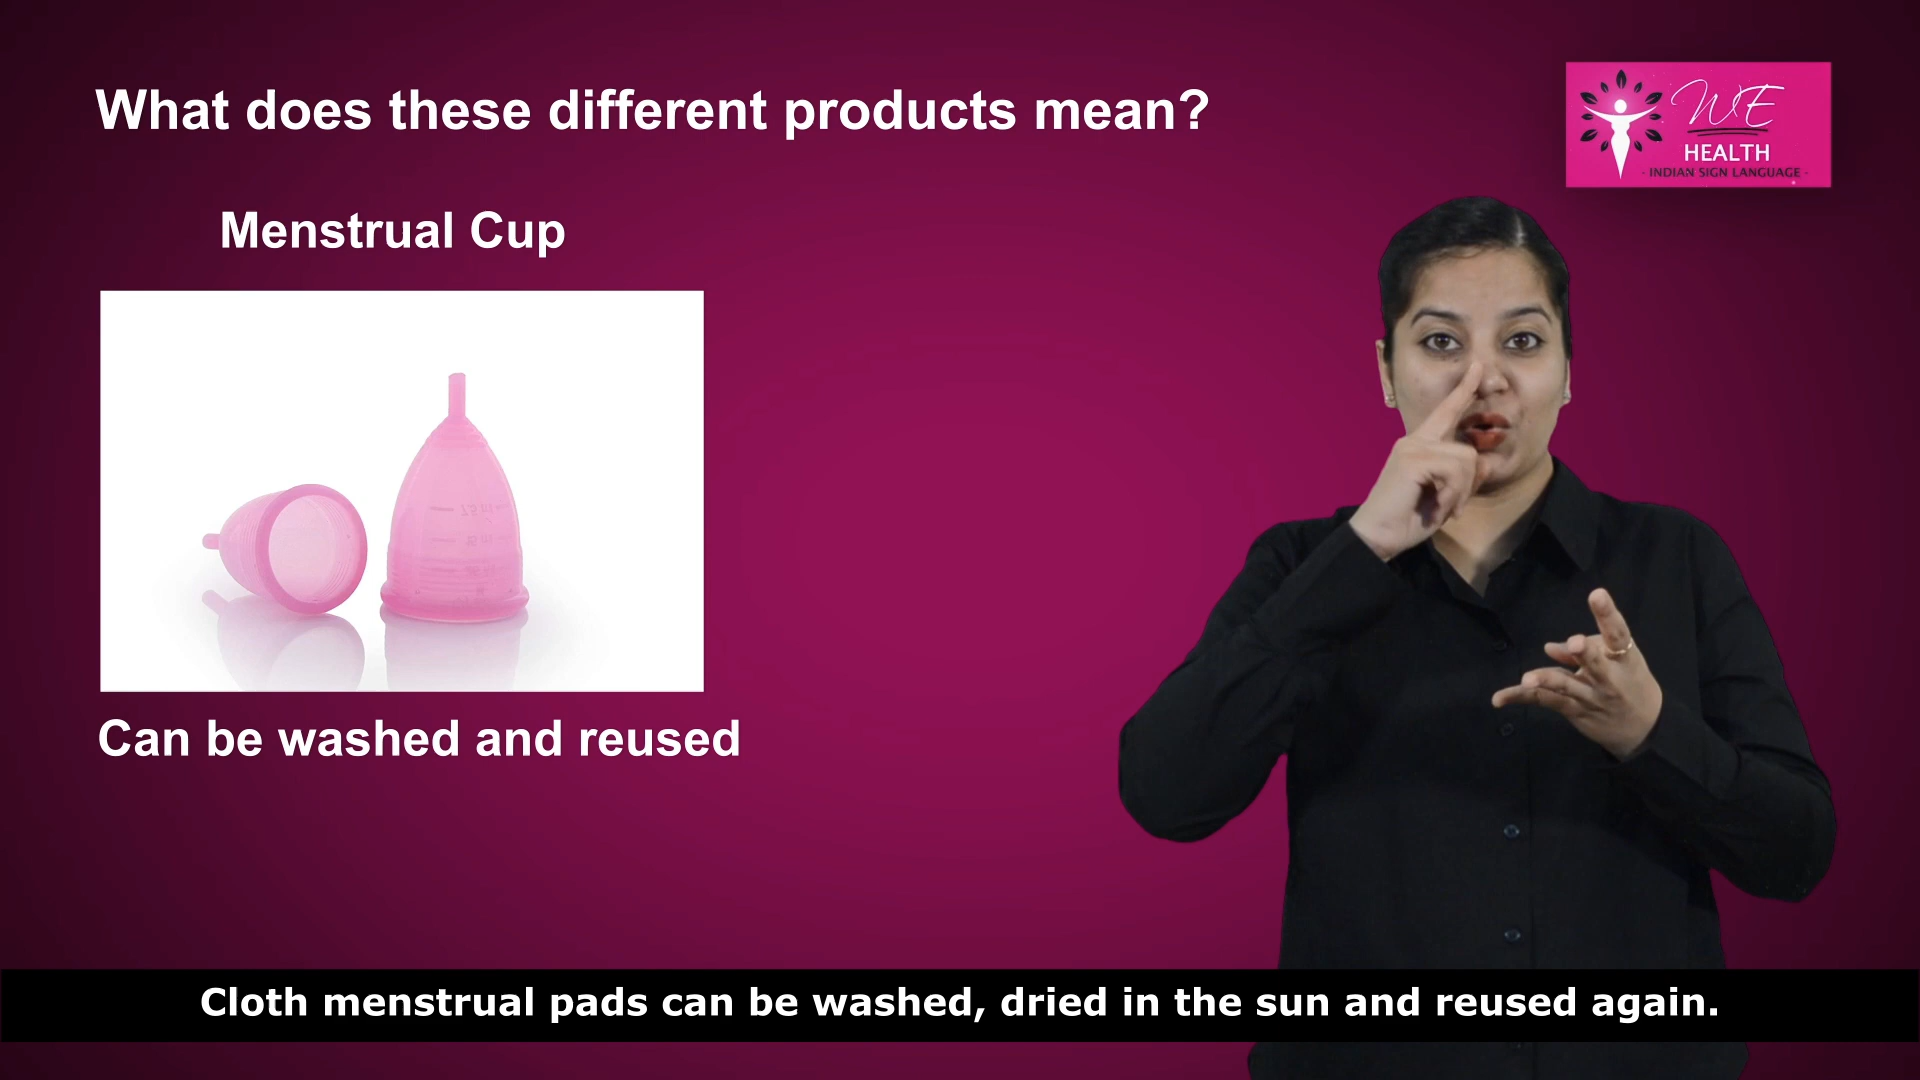 What does these different products mean?
WE
HEALTH
- INDIAN SIGN LANGUAGE -
Menstrual Cup
Can be washed and reused
Cloth menstrual pads can be washed, dried in the sun and reused again.